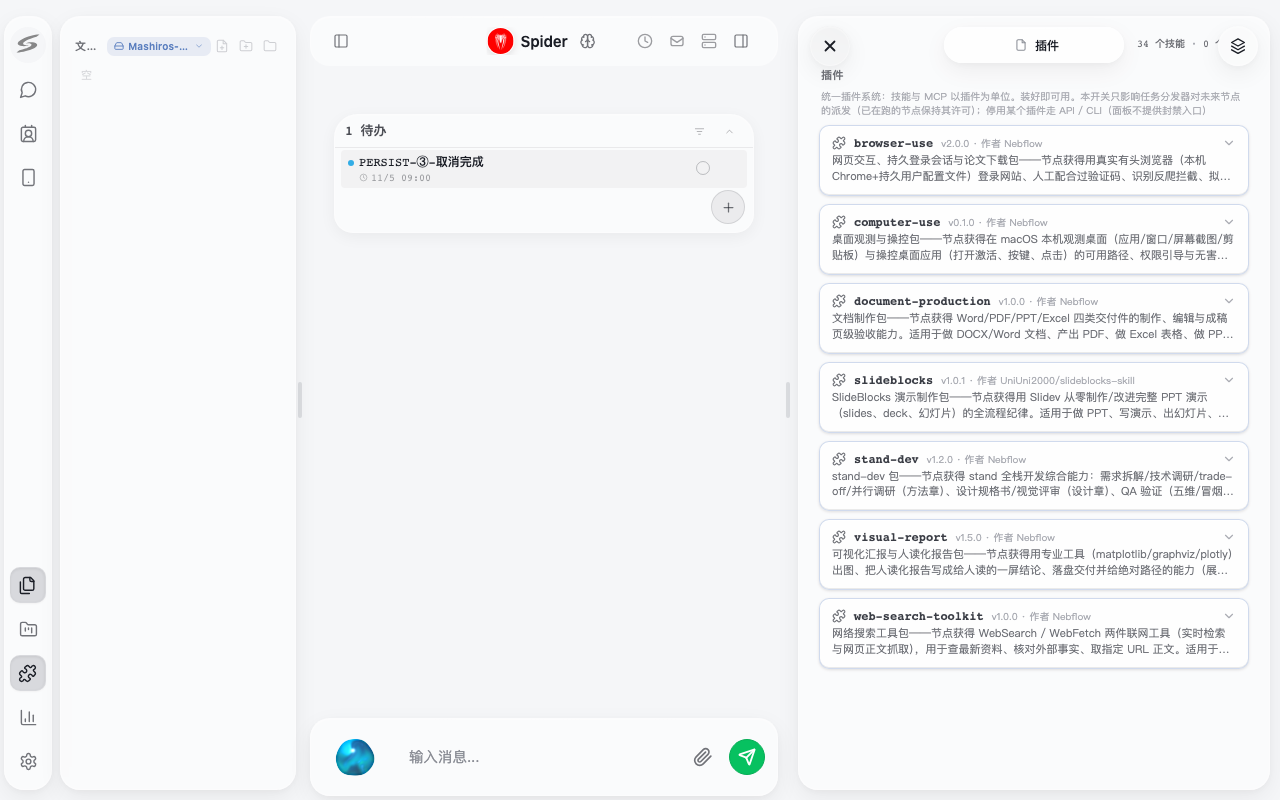 文...
Mashiros-...
空
Spider
1 待办
PERSIST-③-取消完成
11/5 09:00
输入消息...
插件
34 个技能 · 0
插件
统一插件系统：技能与 MCP 以插件为单位。装好即可用。本开关只影响任务分发器对未来节点
的派发（已在跑的节点保持其许可）；停用某个插件走 API / CLI（面板不提供封禁入口）
browser-use v2.0.0 · 作者 Nebflow
网页交互、持久登录会话与论文下载包——节点获得用真实有头浏览器（本机
Chrome+持久用户配置文件）登录网站、人工配合过验证码、识别反爬拦截、拟...
computer-use v0.1.0 · 作者 Nebflow
桌面观测与操控包——节点获得在 macOS 本机观测桌面（应用/窗口/屏幕截图/剪
贴板）与操控桌面应用（打开激活、按键、点击）的可用路径、权限引导与无害...
document-production v1.0.0 · 作者 Nebflow
文档制作包——节点获得 Word/PDF/PPT/Excel 四类交付件的制作、编辑与成稿
页级验收能力。适用于做 DOCX/Word 文档、产出 PDF、做 Excel 表格、做 PP...
slideblocks v1.0.1 · 作者 UniUni2000/slideblocks-skill
SlideBlocks 演示制作包——节点获得用 Slidev 从零制作/改进完整 PPT 演示
（slides、deck、幻灯片）的全流程纪律。适用于做 PPT、写演示、出幻灯片、...
stand-dev v1.2.0 · 作者 Nebflow
stand-dev 包——节点获得 stand 全栈开发综合能力：需求拆解/技术调研/trade-
off/并行调研（方法章）、设计规格书/视觉评审（设计章）、QA 验证（五维/冒烟...
visual-report v1.5.0 · 作者 Nebflow
可视化汇报与人读化报告包——节点获得用专业工具（matplotlib/graphviz/plotly）
出图、把人读化报告写成给人读的一屏结论、落盘交付并给绝对路径的能力（展...
web-search-toolkit v1.0.0 · 作者 Nebflow
网络搜索工具包——节点获得 WebSearch / WebFetch 两件联网工具（实时检索
与网页正文抓取），用于查最新资料、核对外部事实、取指定 URL 正文。适用于...